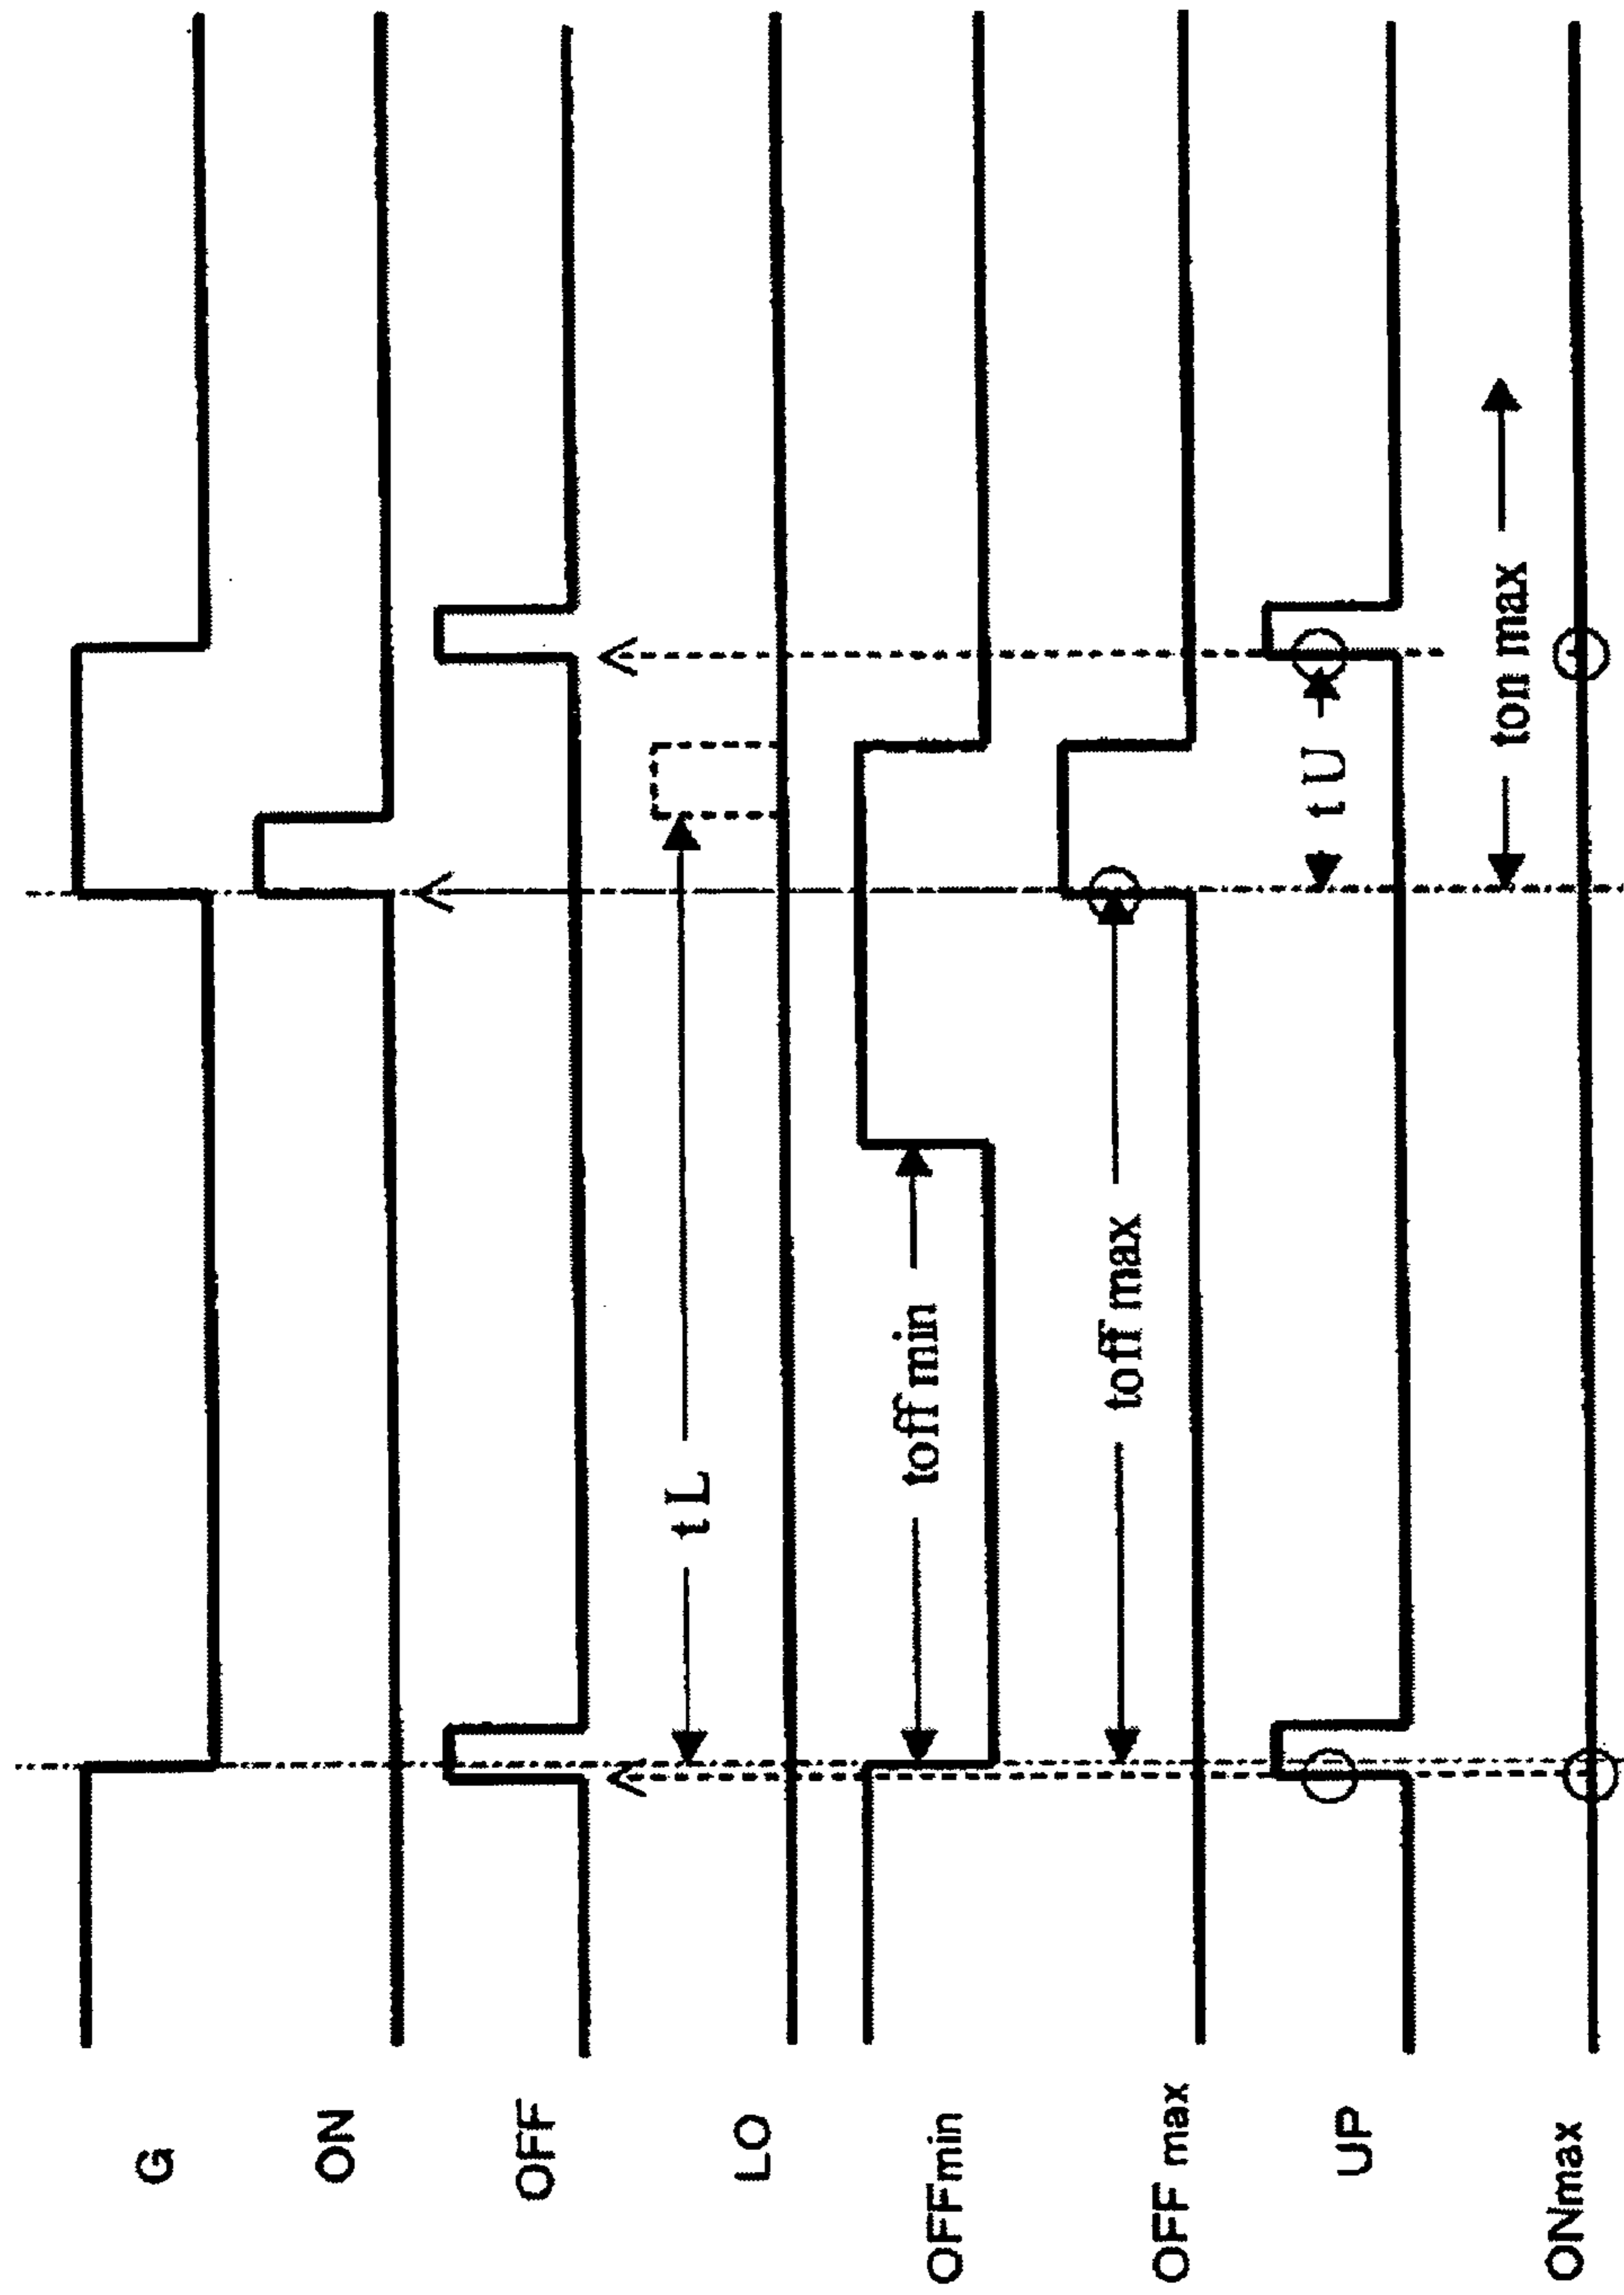 G
ON
OFF
t L
LO
toff min
OFFmin
toff max
OFF max
t U
UP
ton max
ONmax